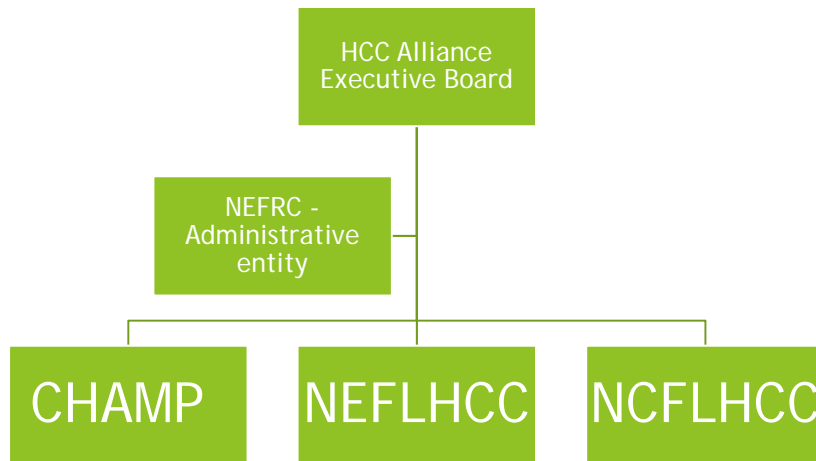 HCC Alliance
Executive Board
NEFRC -
Administrative
entity
CHAMP
NEFLHCC
NCFLHCC